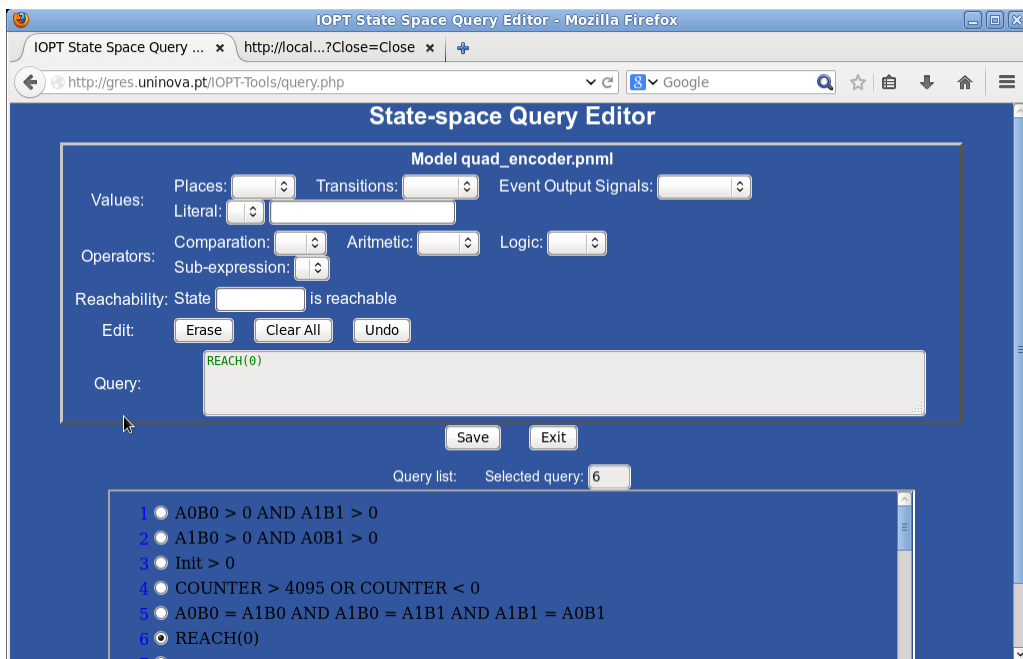 IOPT State Space Query Editor - Mozilla Firefox
IOPT State Space Query ... × http://local...?Close=Close ×
http://gres.uninova.pt/IOPT-Tools/query.php 8 Google
State-space Query Editor
Model quad_encoder.pnml
Values: Places: Transitions: Event Output Signals:
Literal:
Operators: Comparation: Aritmetic: Logic:
Sub-expression:
Reachability: State is reachable
Edit: Erase Clear All Undo
Query: REACH(0)
Save Exit
Query list: Selected query: 6
1 A0B0 > 0 AND A1B1 > 0
2 A1B0 > 0 AND A0B1 > 0
3 Init > 0
4 COUNTER > 4095 OR COUNTER < 0
5 A0B0 = A1B0 AND A1B0 = A1B1 AND A1B1 = A0B1
6 REACH(0)